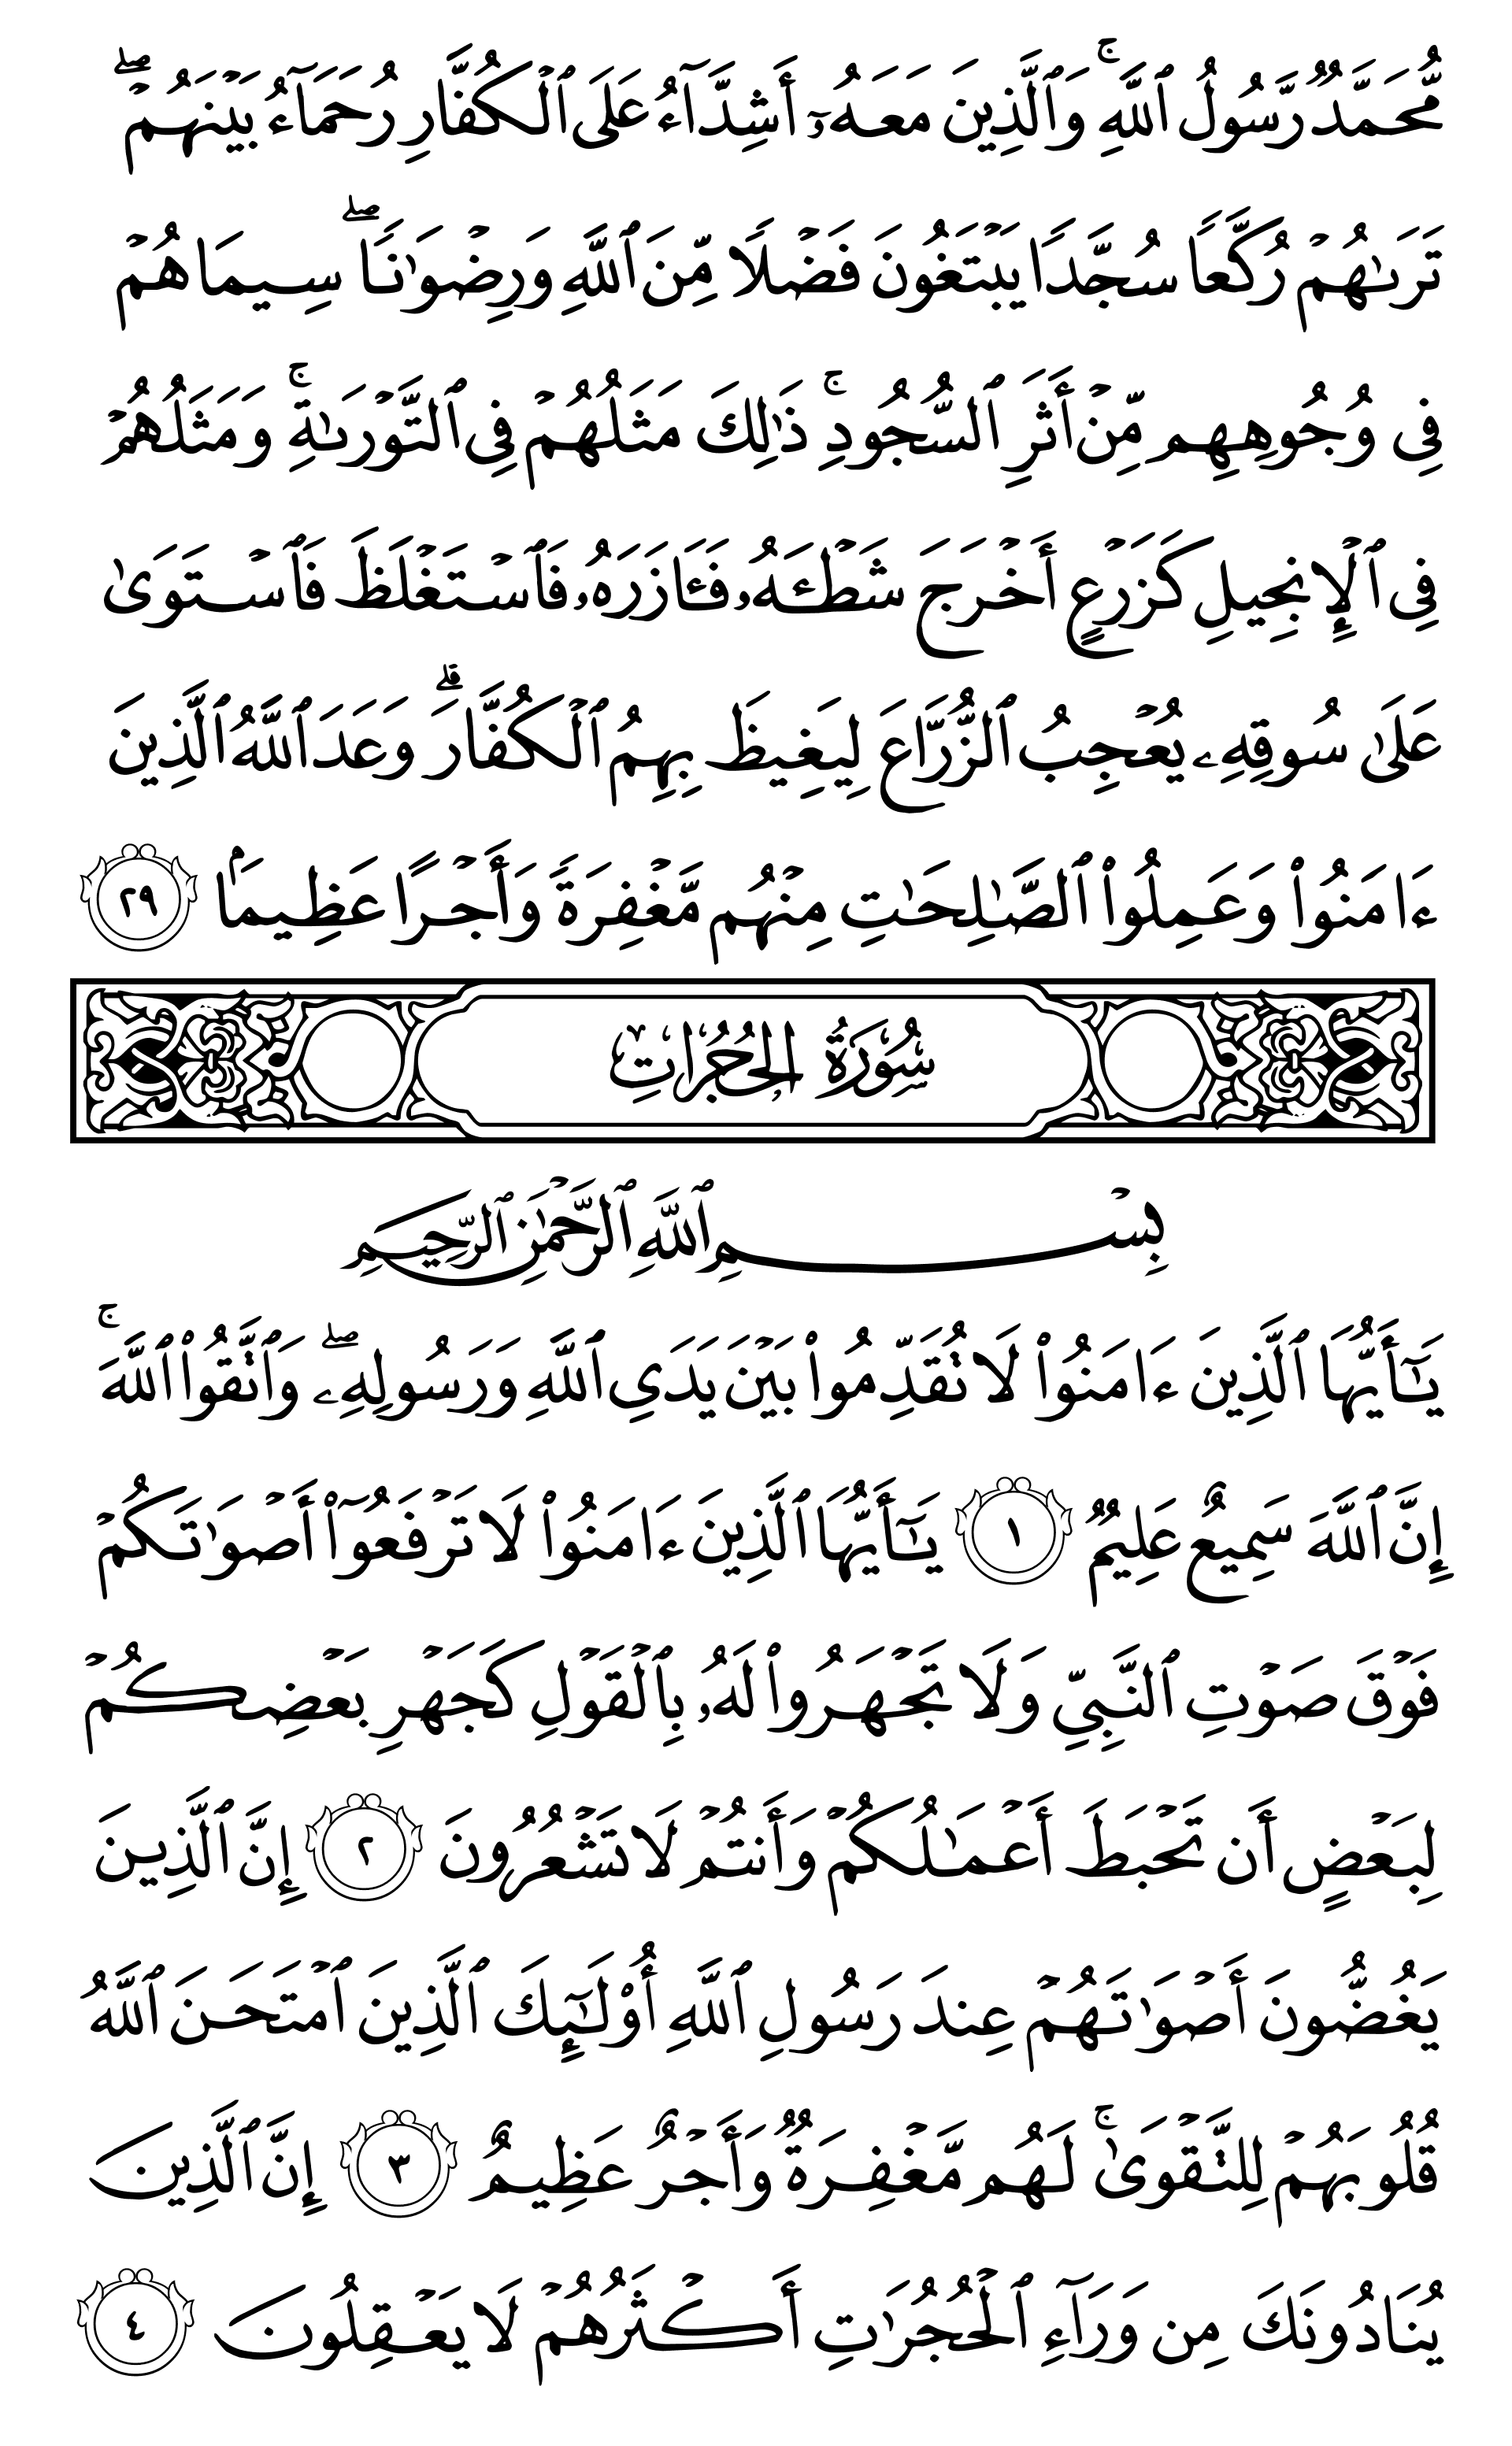 مُّحَمَّدٌ رَّسُولُ ٱللَّهِۚ وَٱلَّذِينَ مَعَهُۥٓ أَشِدَّآءُ عَلَى ٱلْكُفَّارِ رُحَمَآءُ بَيْنَهُمْۖ
تَرَىٰهُمْ رُكَّعًا سُجَّدًا يَبْتَغُونَ فَضْلًا مِّنَ ٱللَّهِ وَرِضْوَٰنًاۖ سِيمَاهُمْ
فِى وُجُوهِهِم مِّنْ أَثَرِ ٱلسُّجُودِۚ ذَٰلِكَ مَثَلُهُمْ فِى ٱلتَّوْرَىٰةِۚ وَمَثَلُهُمْ
فِى ٱلْإِنجِيلِ كَزَرْعٍ أَخْرَجَ شَطْـَٔهُۥ فَـَٔازَرَهُۥ فَٱسْتَغْلَظَ فَٱسْتَوَىٰ
عَلَىٰ سُوقِهِۦ يُعْجِبُ ٱلزُّرَّاعَ لِيَغِيظَ بِهِمُ ٱلْكُفَّارَۗ وَعَدَ ٱللَّهُ ٱلَّذِينَ
ءَامَنُوا۟ وَعَمِلُوا۟ ٱلصَّٰلِحَٰتِ مِنْهُم مَّغْفِرَةً وَأَجْرًا عَظِيمًۢا ٢٩
سُورَةُ الحُجُرَاتِ
بِسْمِ ٱللَّهِ ٱلرَّحْمَٰنِ ٱلرَّحِيمِ
يَٰٓأَيُّهَا ٱلَّذِينَ ءَامَنُوا۟ لَا تُقَدِّمُوا۟ بَيْنَ يَدَىِ ٱللَّهِ وَرَسُولِهِۦۖ وَٱتَّقُوا۟ ٱللَّهَۚ
إِنَّ ٱللَّهَ سَمِيعٌ عَلِيمٌ ١ يَٰٓأَيُّهَا ٱلَّذِينَ ءَامَنُوا۟ لَا تَرْفَعُوٓا۟ أَصْوَٰتَكُمْ
فَوْقَ صَوْتِ ٱلنَّبِىِّ وَلَا تَجْهَرُوا۟ لَهُۥ بِٱلْقَوْلِ كَجَهْرِ بَعْضِكُمْ
لِبَعْضٍ أَن تَحْبَطَ أَعْمَٰلُكُمْ وَأَنتُمْ لَا تَشْعُرُونَ ٢ إِنَّ ٱلَّذِينَ
يَغُضُّونَ أَصْوَٰتَهُمْ عِندَ رَسُولِ ٱللَّهِ أُو۟لَٰٓئِكَ ٱلَّذِينَ ٱمْتَحَنَ ٱللَّهُ
قُلُوبَهُمْ لِلتَّقْوَىٰۚ لَهُم مَّغْفِرَةٌ وَأَجْرٌ عَظِيمٌ ٣ إِنَّ ٱلَّذِينَ
يُنَادُونَكَ مِن وَرَآءِ ٱلْحُجُرَٰتِ أَكْثَرُهُمْ لَا يَعْقِلُونَ ٤